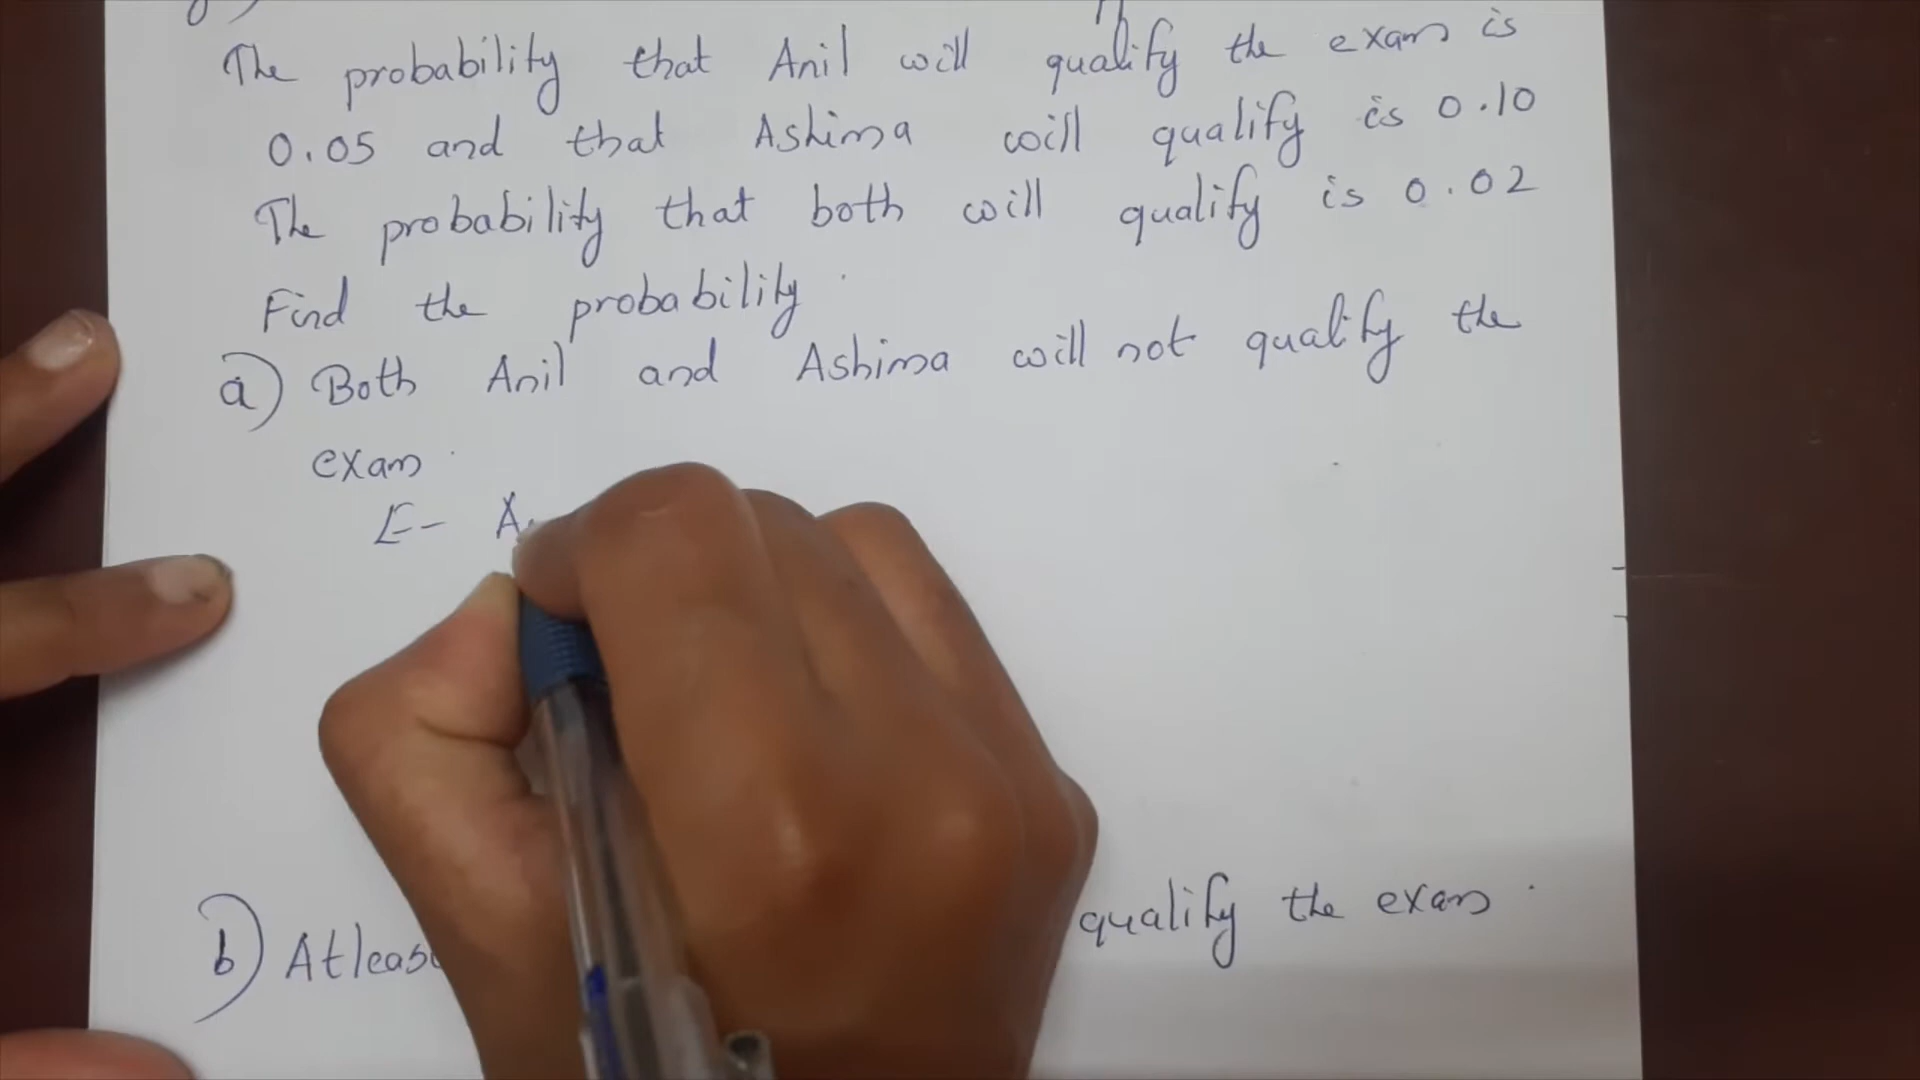 The probability that Anil will qualify the exam is
0.05 and that Ashima will qualify is 0.10
The probability that both will qualify is 0.02
Find the probability.
a) Both Anil and Ashima will not qualify the
exam.
E- A
b) Atleast qualify the exam.